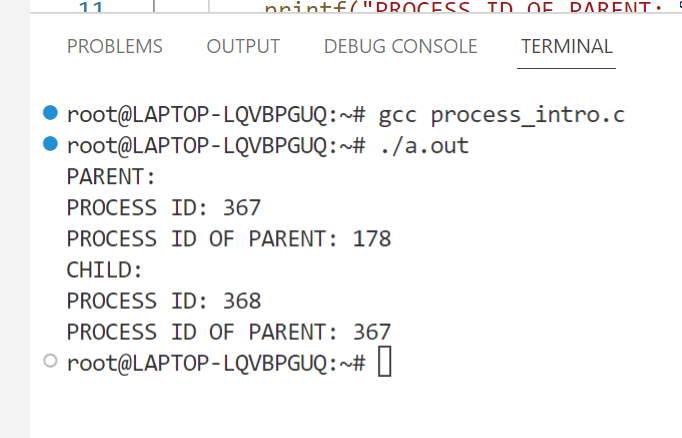 11 printf("PROCESS ID OF PARENT:
PROBLEMS OUTPUT DEBUG CONSOLE TERMINAL
root@LAPTOP-LQVBPGUQ:~# gcc process_intro.c
root@LAPTOP-LQVBPGUQ:~# ./a.out
PARENT:
PROCESS ID: 367
PROCESS ID OF PARENT: 178
CHILD:
PROCESS ID: 368
PROCESS ID OF PARENT: 367
root@LAPTOP-LQVBPGUQ:~#